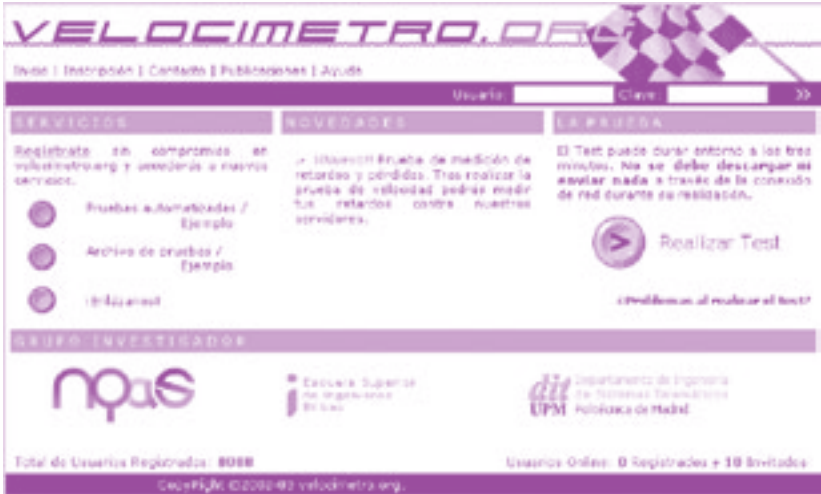 VELOCIMETRO.ORG
Inicio | Inscripción | Contacto | Publicaciones | Ayuda
Usuario: Clave: >>
SERVICIOS
Regístrate sin compromiso en
velocimetro.org y accederás a nuevos
servicios.
Pruebas automatizadas /
Ejemplo
Archivo de pruebas /
Ejemplo
¡Enlázanos!
NOVEDADES
Prueba de medición de
retardos y pérdidas. Tras realizar la
prueba de velocidad podrás medir
tus retardos contra nuestros
servidores.
LA PRUEBA
El Test puede durar entorno a los tres
minutos. No se debe descargar ni
enviar nada a través de la conexión
de red durante su realización.
> Realizar Test
¿Problemas al realizar el test?
GRUPO INVESTIGADOR
nqas
Escuela Superior
de Ingenieros
Bilbao
dit
UPM
Departamento de Ingeniería
de Sistemas Telemáticos
Politécnica de Madrid
Total de Usuarios Registrados:
Usuarios Online: 0 Registrados y 10 Invitados
CopyRight ©2002-03 velocimetro.org.